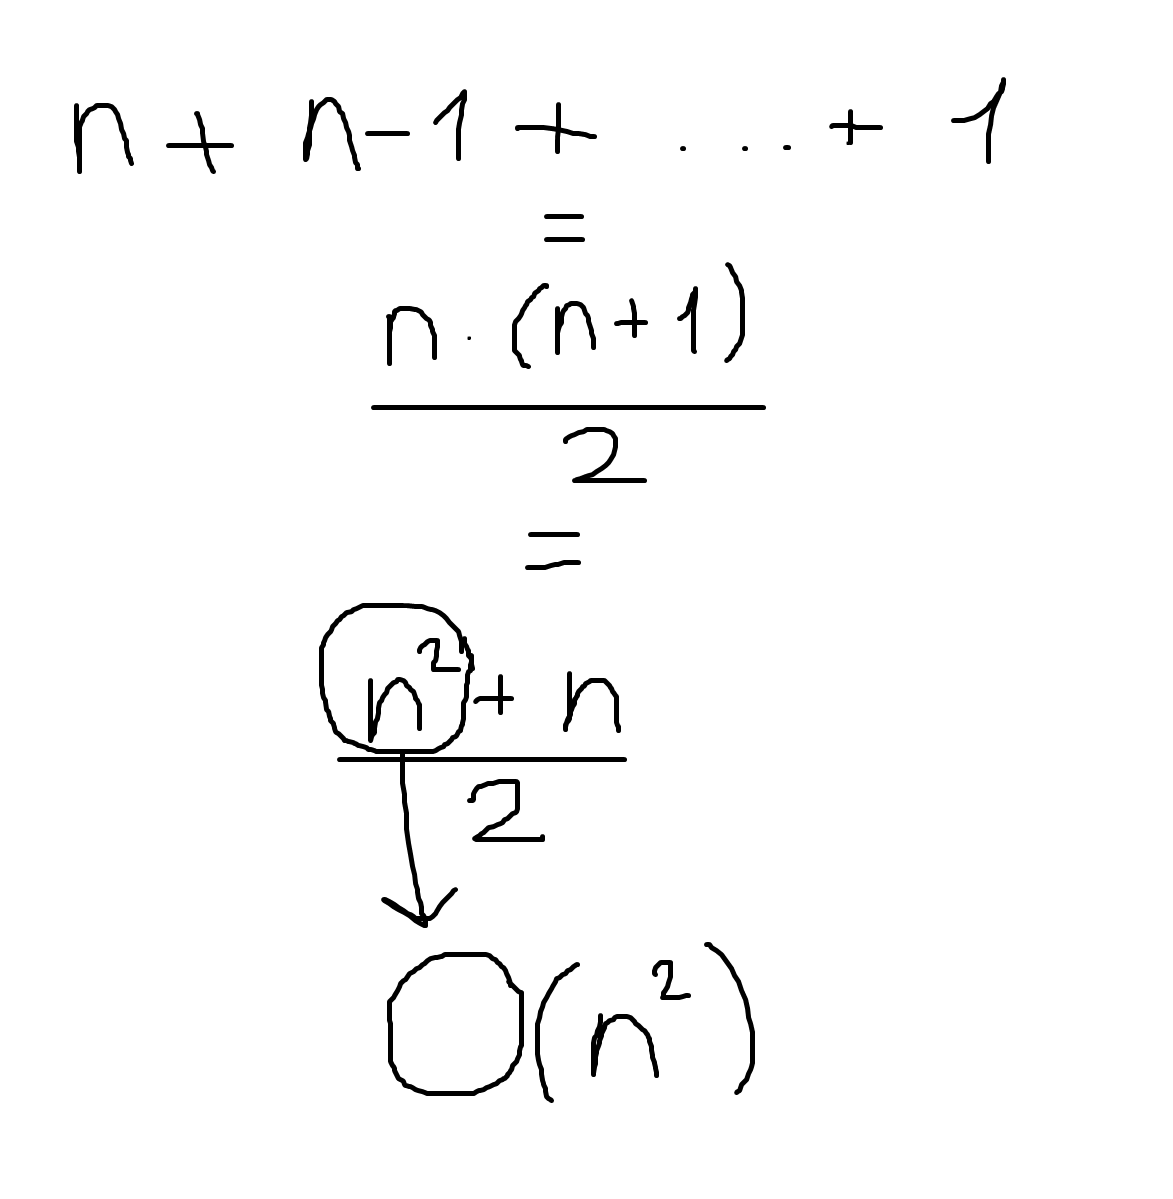 n + n-1 + ... + 1
=
n · (n+1)
2
=
n² + n
2
O(n²)